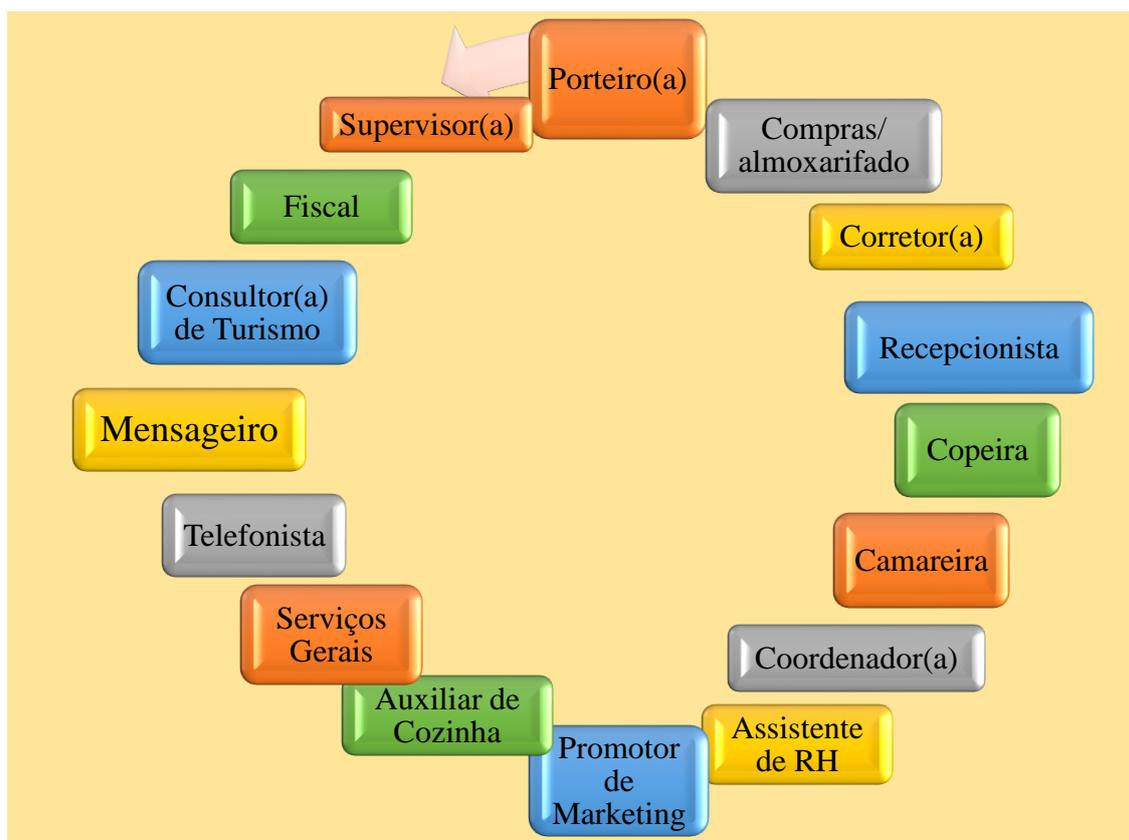 Porteiro(a)
Compras/
almoxarifado
Corretor(a)
Recepcionista
Copeira
Camareira
Coordenador(a)
Assistente
de RH
Promotor
de
Marketing
Auxiliar de
Cozinha
Serviços
Gerais
Telefonista
Mensageiro
Consultor(a)
de Turismo
Fiscal
Supervisor(a)